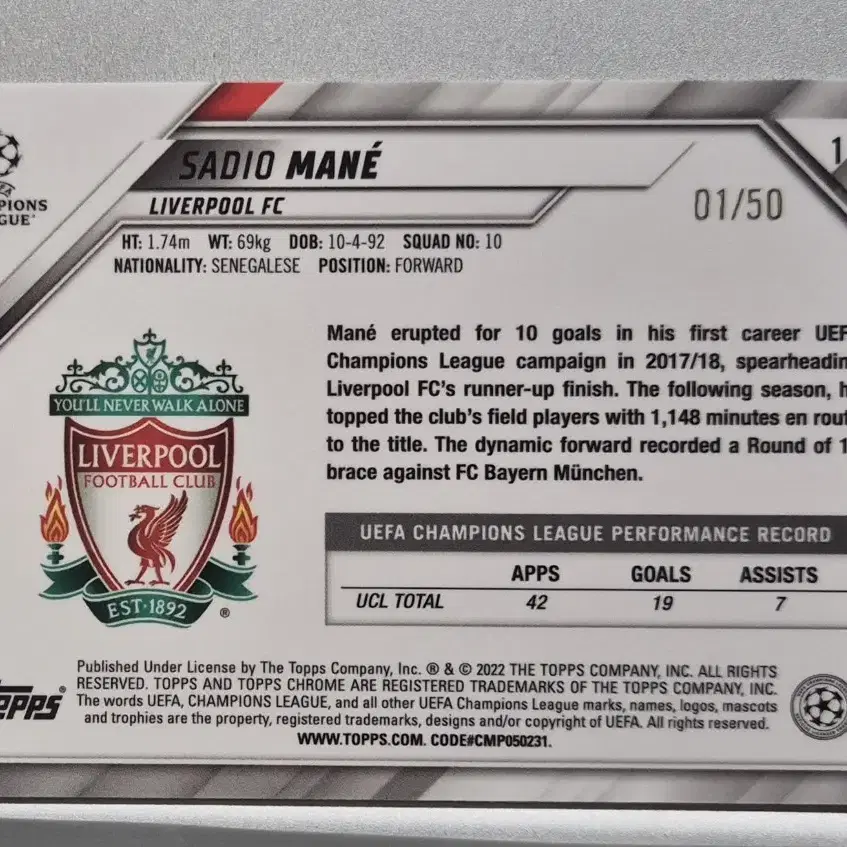 SADIO MANÉ
LIVERPOOL FC
01/50
HT: 1.74m WT: 69kg DOB: 10-4-92 SQUAD NO: 10
NATIONALITY: SENEGALESE POSITION: FORWARD
Mané erupted for 10 goals in his first career
Champions League campaign in 2017/18,
Liverpool FC's runner-up finish. The following season,
topped the club's field players with 1,148 minutes en
to the title. The dynamic forward recorded a Round of
brace against FC Bayern München.
YOU'LL NEVER WALK ALONE
LIVERPOOL
FOOTBALL CLUB
EST·1892
®
UEFA CHAMPIONS LEAGUE PERFORMANCE RECORD
APPS GOALS ASSISTS
UCL TOTAL 42 19 7
Published Under License by The Topps Company, Inc. ® & © 2022 THE TOPPS COMPANY, INC. ALL RIGHTS
RESERVED. TOPPS AND TOPPS CHROME ARE REGISTERED TRADEMARKS OF THE TOPPS COMPANY, INC.
The words UEFA, CHAMPIONS LEAGUE, and all other UEFA Champions League marks, names, logos, mascots
and trophies are the property, registered trademarks, designs and/or copyright of UEFA. All rights reserved.
WWW.TOPPS.COM. CODE#CMP050231.